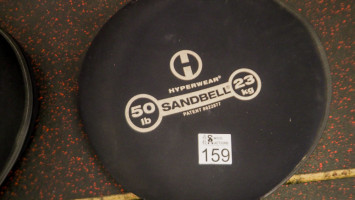 HYPERWEAR®
50 lb SANDBELL 23 kg
159